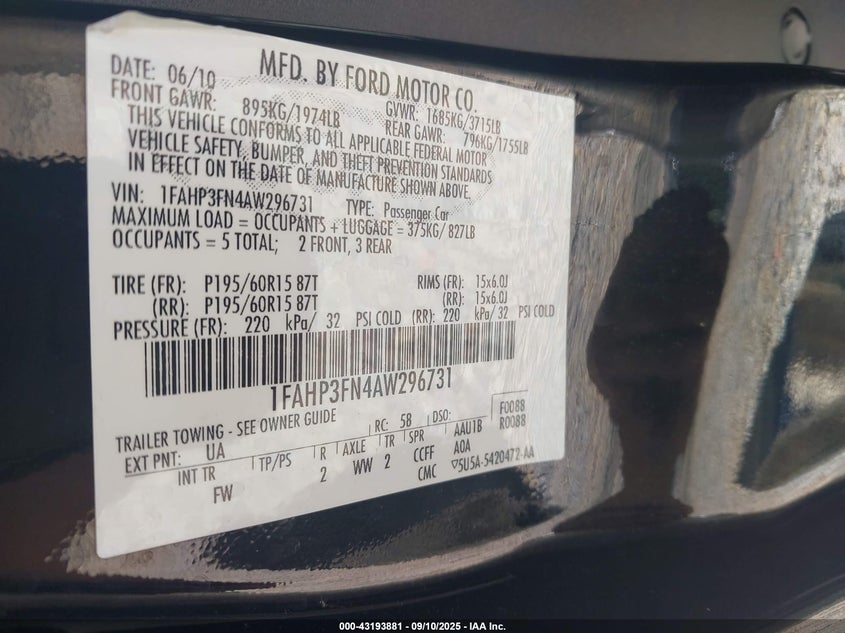 MFD. BY FORD MOTOR CO.
DATE: 06/10
GVWR: 1685KG/3715LB
FRONT GAWR: 895KG/1974LB REAR GAWR: 796KG/1755LB
THIS VEHICLE CONFORMS TO ALL APPLICABLE FEDERAL MOTOR
VEHICLE SAFETY, BUMPER, AND THEFT PREVENTION STANDARDS
IN EFFECT ON THE DATE OF MANUFACTURE SHOWN ABOVE.
VIN: 1FAHP3FN4AW296731 TYPE: Passenger Car
MAXIMUM LOAD = OCCUPANTS + LUGGAGE = 375KG/ 827LB
OCCUPANTS = 5 TOTAL; 2 FRONT, 3 REAR
TIRE (FR): P195/60R15 87T RIMS (FR): 15x6.0J
(RR): P195/60R15 87T (RR): 15x6.0J
PRESSURE (FR): 220 kPa/ 32 PSI COLD (RR): 220 kPa/ 32 PSI COLD
1FAHP3FN4AW296731
TRAILER TOWING - SEE OWNER GUIDE RC: 58 DSO: F0088
R0088
EXT PNT: UA AAU1B
INT TR TP/PS R AXLE TR SPR AOA
FW 2 WW 2 CCFF ▽5U5A-5420472-AA
CMC
000-43193881 - 09/10/2025 - IAA Inc.